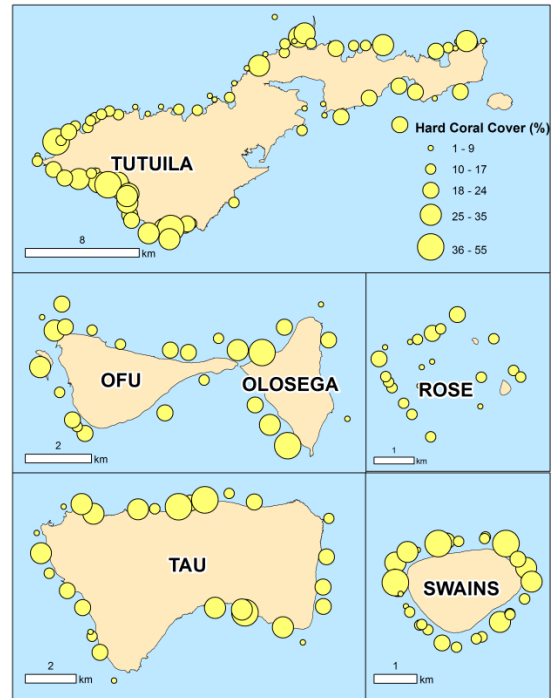 Hard Coral Cover (%)
1 - 9
10 - 17
18 - 24
25 - 35
36 - 55
TUTUILA
8
km
OFU
OLOSEGA
2
km
ROSE
1
km
TAU
2
km
SWAINS
1
km